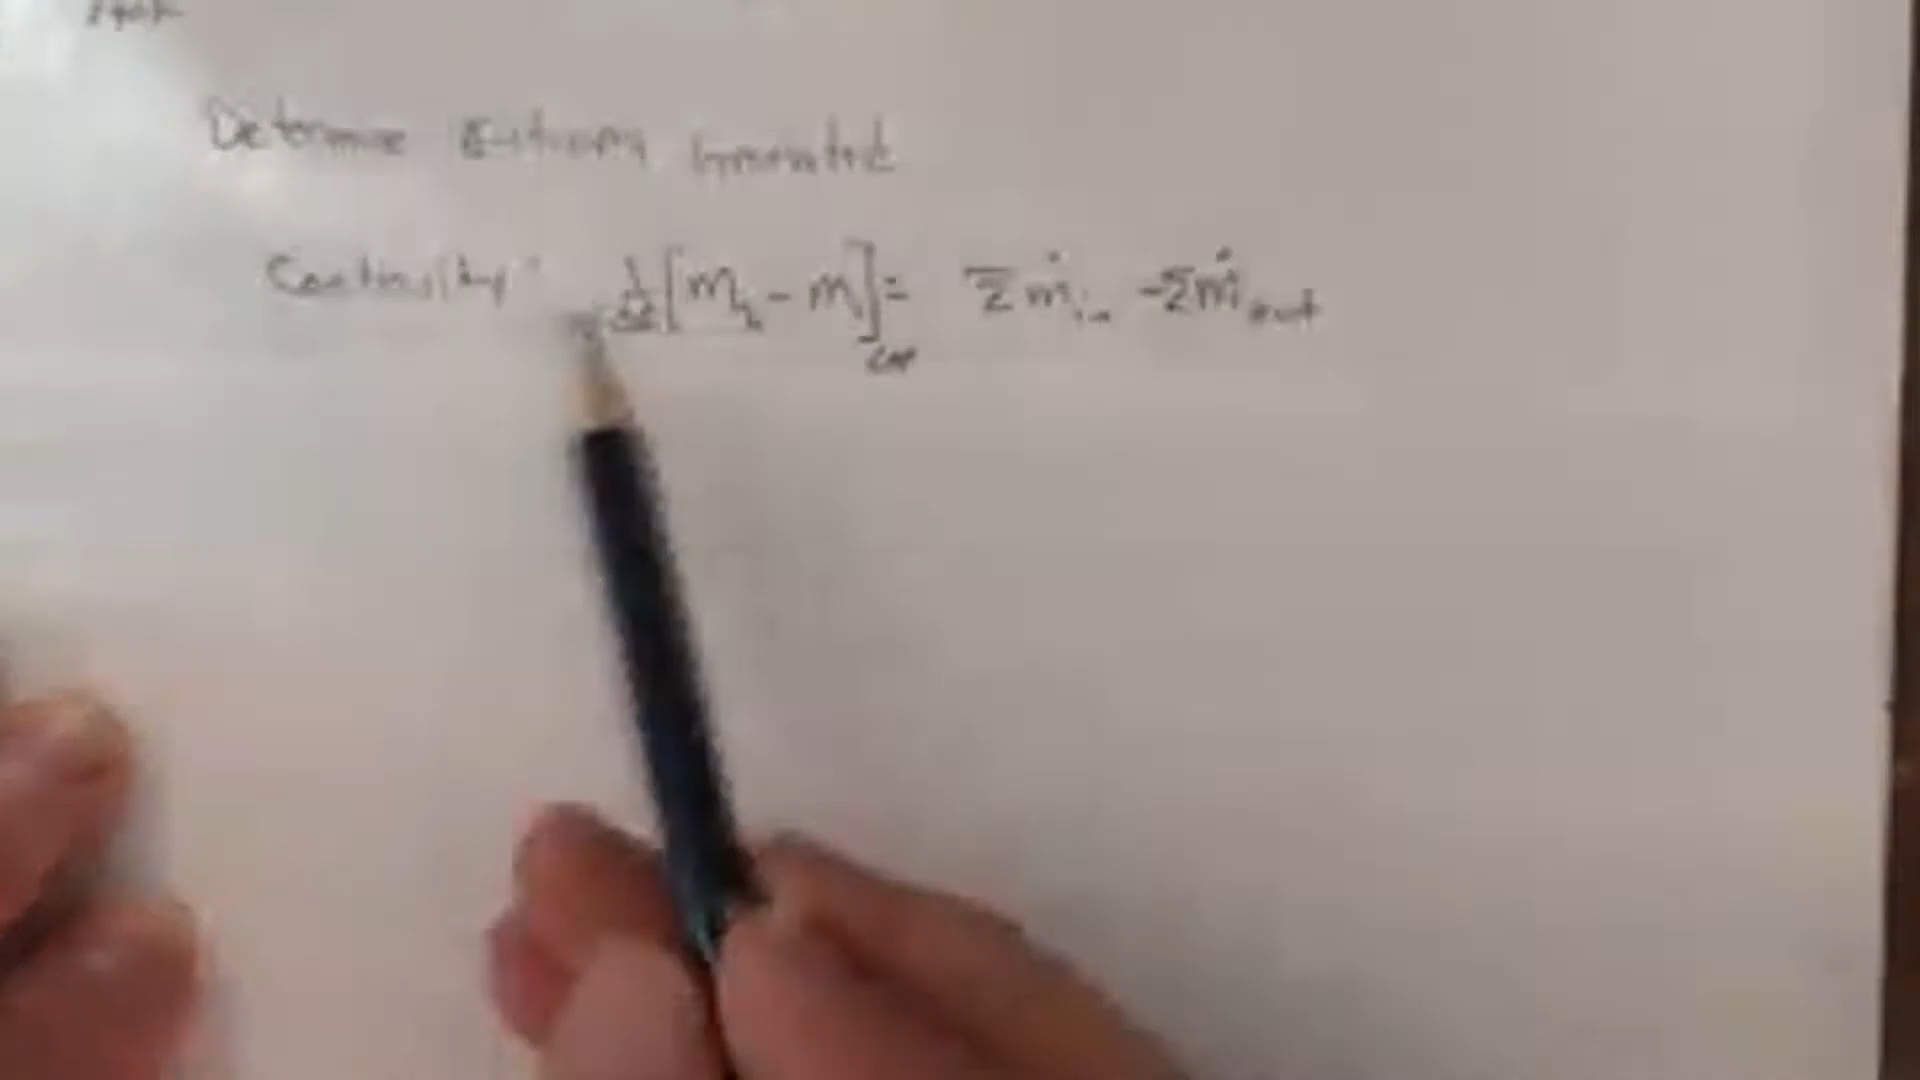 Determine Entropy Generated
Continuity: d/dt [m₂ - m₁]cv = Σṁin - Σṁout